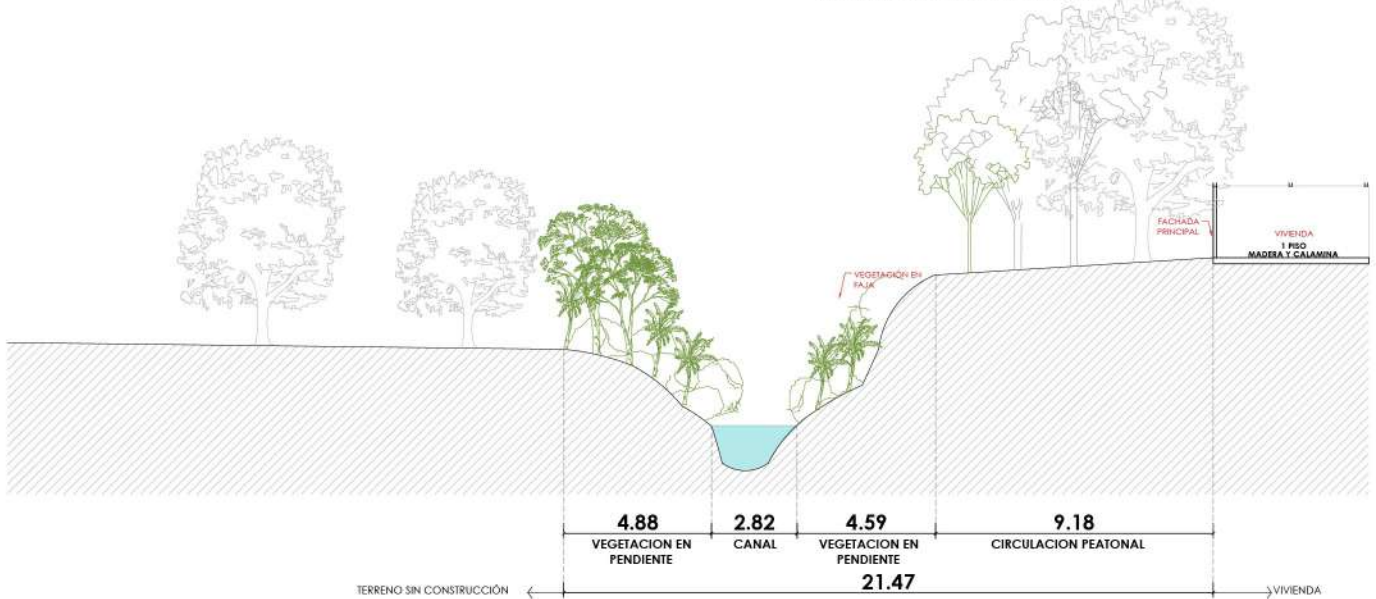 FACHADA
PRINCIPAL
VIVIENDA
1 PISO
MADERA Y CALAMINA
VEGETACIÓN EN
FAJA
4.88
2.82
4.59
9.18
VEGETACION EN
PENDIENTE
CANAL
VEGETACION EN
PENDIENTE
CIRCULACION PEATONAL
21.47
TERRENO SIN CONSTRUCCIÓN
VIVIENDA